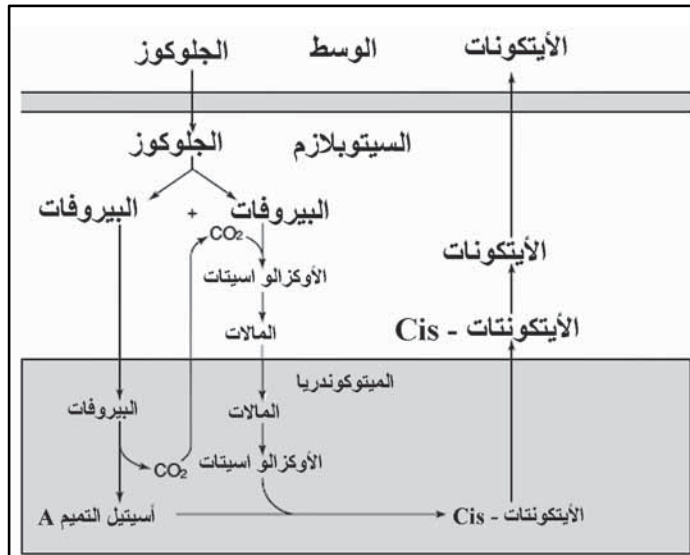 الجلوكوز الوسط الأيتكونات
الجلوكوز السيتوبلازم
البيروفات + البيروفات
CO2
الأوكزالو اسيتات
الأيتكونات
المالات
الأيتكونتات - Cis
الميتوكوندريا
البيروفات
المالات
CO2
الأوكزالو اسيتات
أسيتيل التميم A
الأيتكونتات - Cis